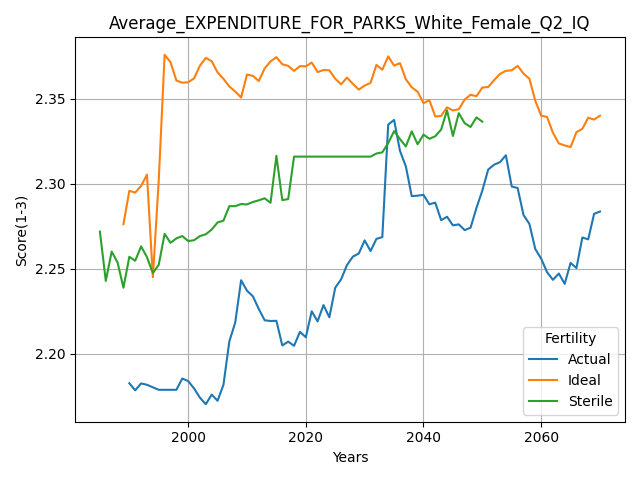 Average_EXPENDITURE_FOR_PARKS_White_Female_Q2_IQ
Score(1-3)
2.35
2.30
2.25
2.20
Fertility
Actual
Ideal
Sterile
2000 2020 2040 2060
Years